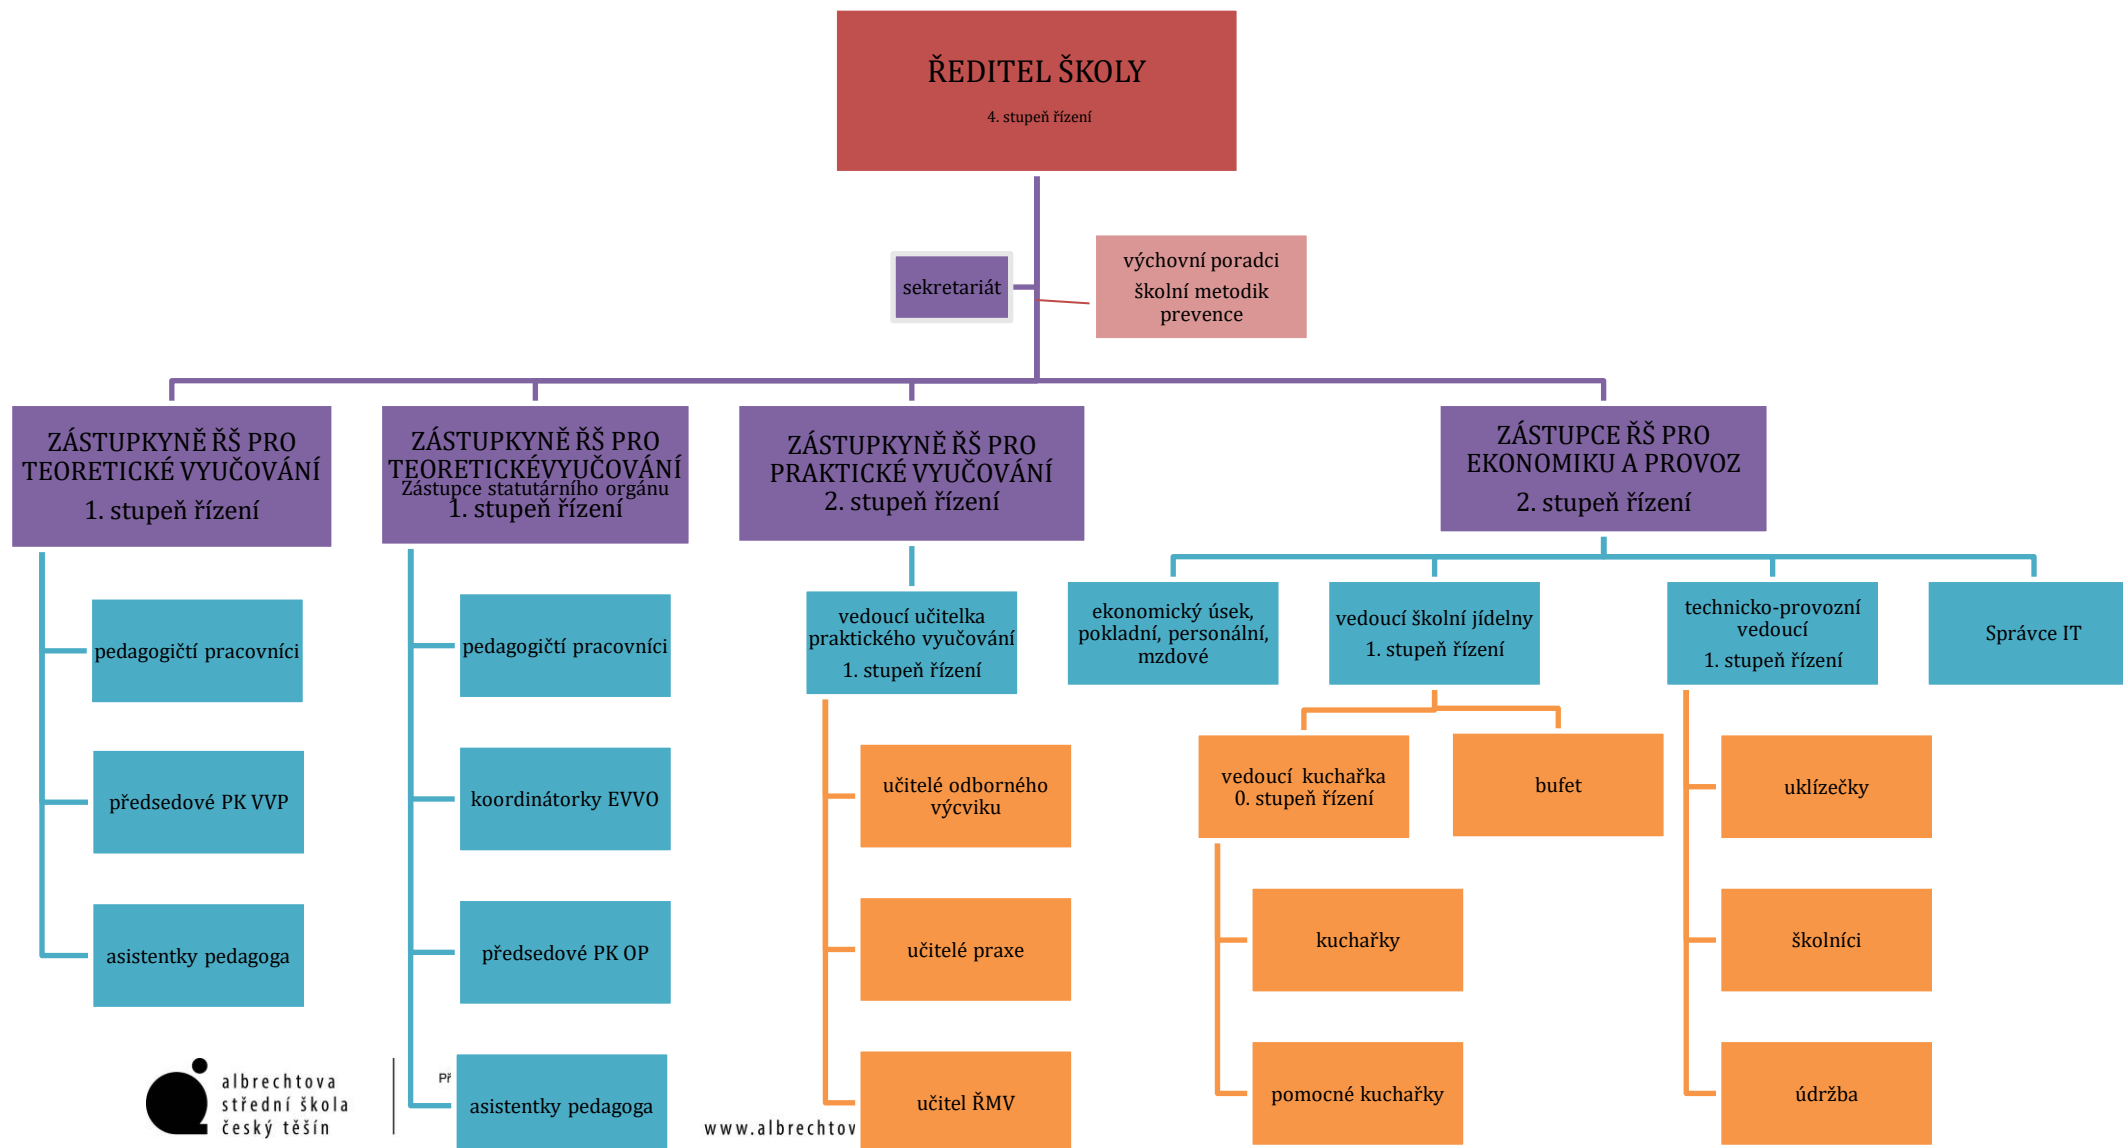 ŘEDITEL ŠKOLY
4. stupeň řízení
sekretariát
výchovní poradci
školní metodik
prevence
ZÁSTUPKYNĚ ŘŠ PRO
TEORETICKÉ VYUČOVÁNÍ
1. stupeň řízení
pedagogičtí pracovníci
předsedové PK VVP
asistentky pedagoga
ZÁSTUPKYNĚ ŘŠ PRO
TEORETICKÉVYUČOVÁNÍ
Zástupce statutárního orgánu
1. stupeň řízení
pedagogičtí pracovníci
koordinátorky EVVO
předsedové PK OP
asistentky pedagoga
ZÁSTUPKYNĚ ŘŠ PRO
PRAKTICKÉ VYUČOVÁNÍ
2. stupeň řízení
vedoucí učitelka
praktického vyučování
1. stupeň řízení
učitelé odborného
výcviku
učitelé praxe
učitel ŘMV
ZÁSTUPCE ŘŠ PRO
EKONOMIKU A PROVOZ
2. stupeň řízení
ekonomický úsek,
pokladní, personální,
mzdové
vedoucí školní jídelny
1. stupeň řízení
vedoucí kuchařka
0. stupeň řízení
kuchařky
pomocné kuchařky
bufet
technicko-provozní
vedoucí
1. stupeň řízení
uklízečky
školníci
údržba
Správce IT
albrechtova
střední škola
český těšín
Př
www.albrechtov